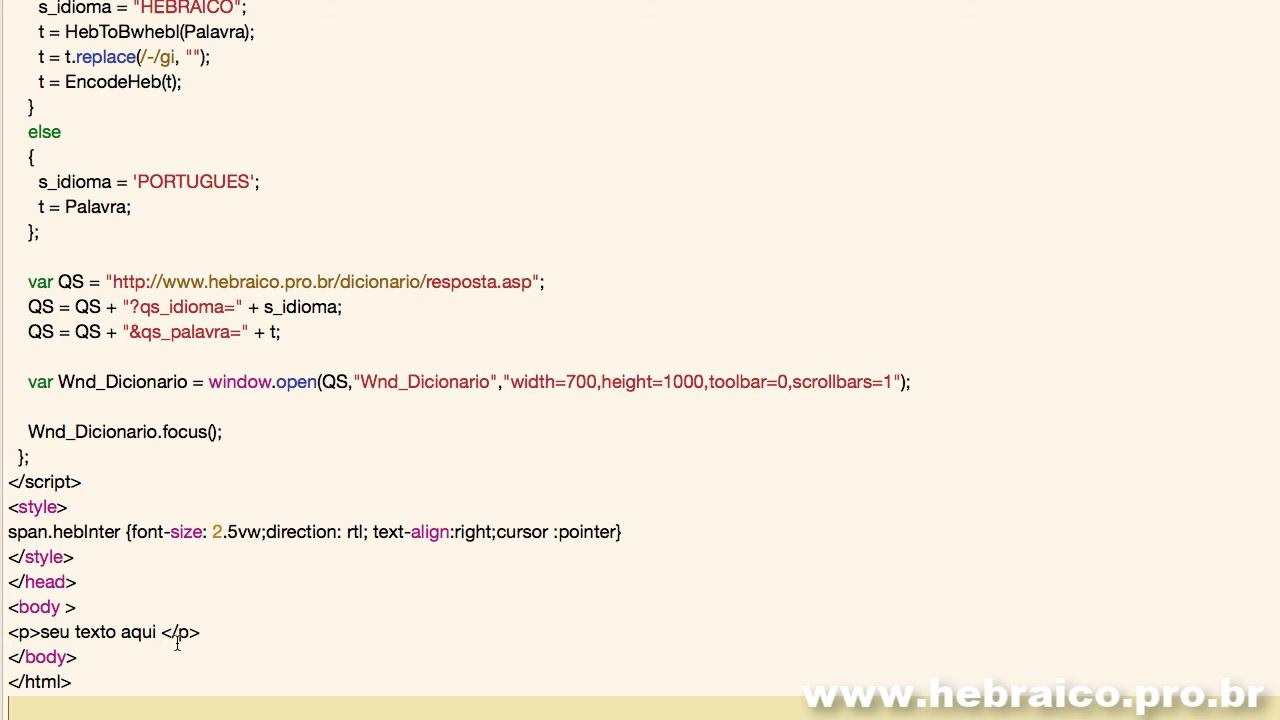 s_idioma = "HEBRAICO";
t = HebToBwhebl(Palavra);
t = t.replace(/-/gi, "");
t = EncodeHeb(t);
}
else
{
s_idioma = 'PORTUGUES';
t = Palavra;
};
var QS = "http://www.hebraico.pro.br/dicionario/resposta.asp";
QS = QS + "?qs_idioma=" + s_idioma;
QS = QS + "&qs_palavra=" + t;
var Wnd_Dicionario = window.open(QS,"Wnd_Dicionario","width=700,height=1000,toolbar=0,scrollbars=1");
Wnd_Dicionario.focus();
};
</script>
<style>
span.hebInter {font-size: 2.5vw;direction: rtl; text-align:right;cursor :pointer}
</style>
</head>
<body >
<p>seu texto aqui </p>
</body>
</html>
www.hebraico.pro.br